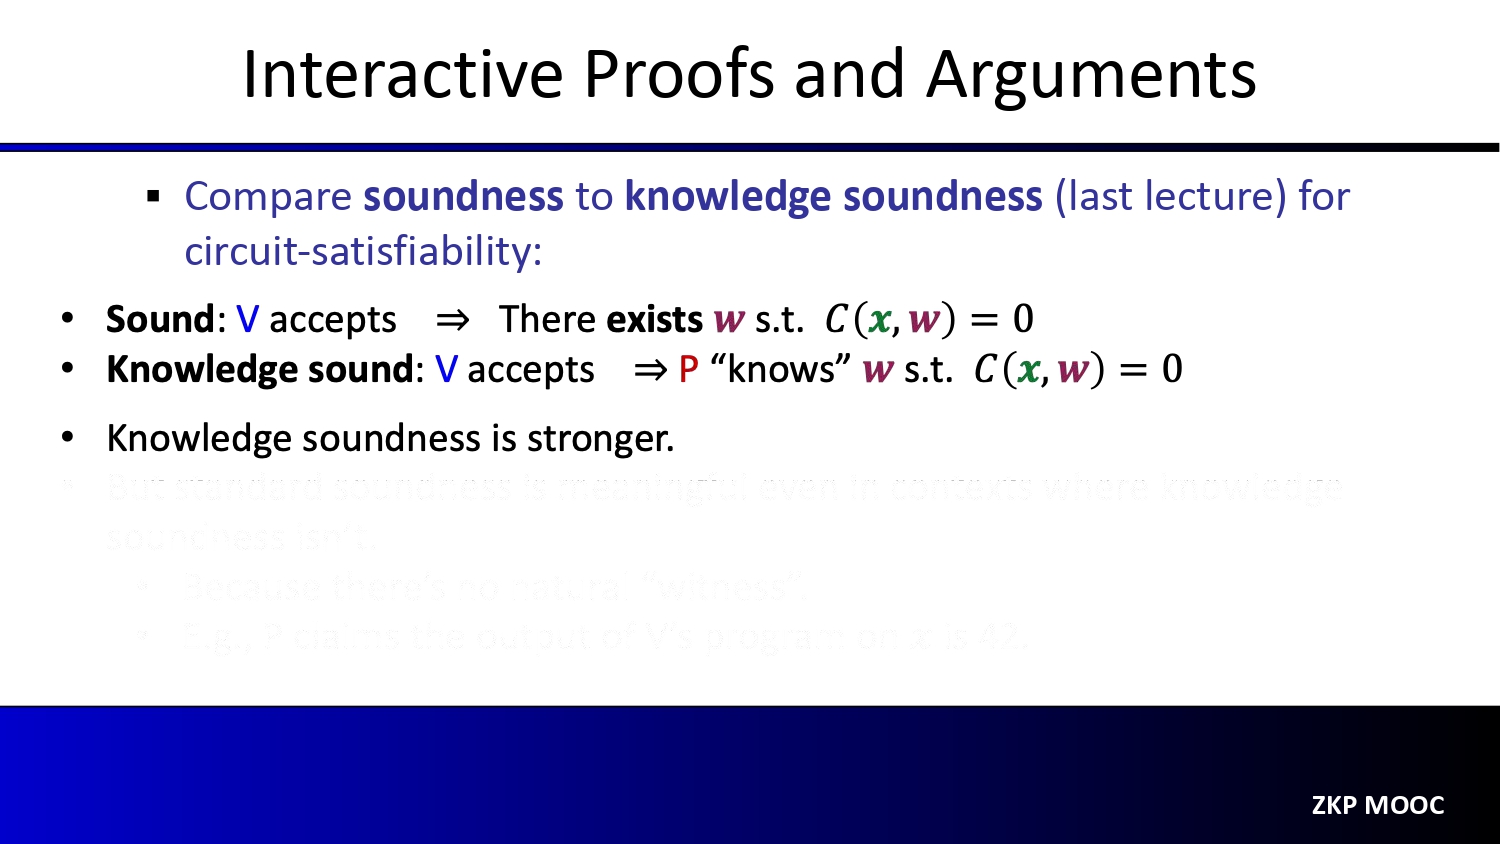 Interactive Proofs and Arguments
▪ Compare soundness to knowledge soundness (last lecture) for
circuit-satisfiability:
• Sound: V accepts ⇒ There exists w s.t. C(x, w) = 0
• Knowledge sound: V accepts ⇒ P “knows” w s.t. C(x, w) = 0
• Knowledge soundness is stronger.
• But standard soundness is meaningful even in contexts where knowledge
soundness isn’t.
• Because there’s no natural “witness”.
• E.g., P claims the output of V’s program on x is 42.
ZKP MOOC